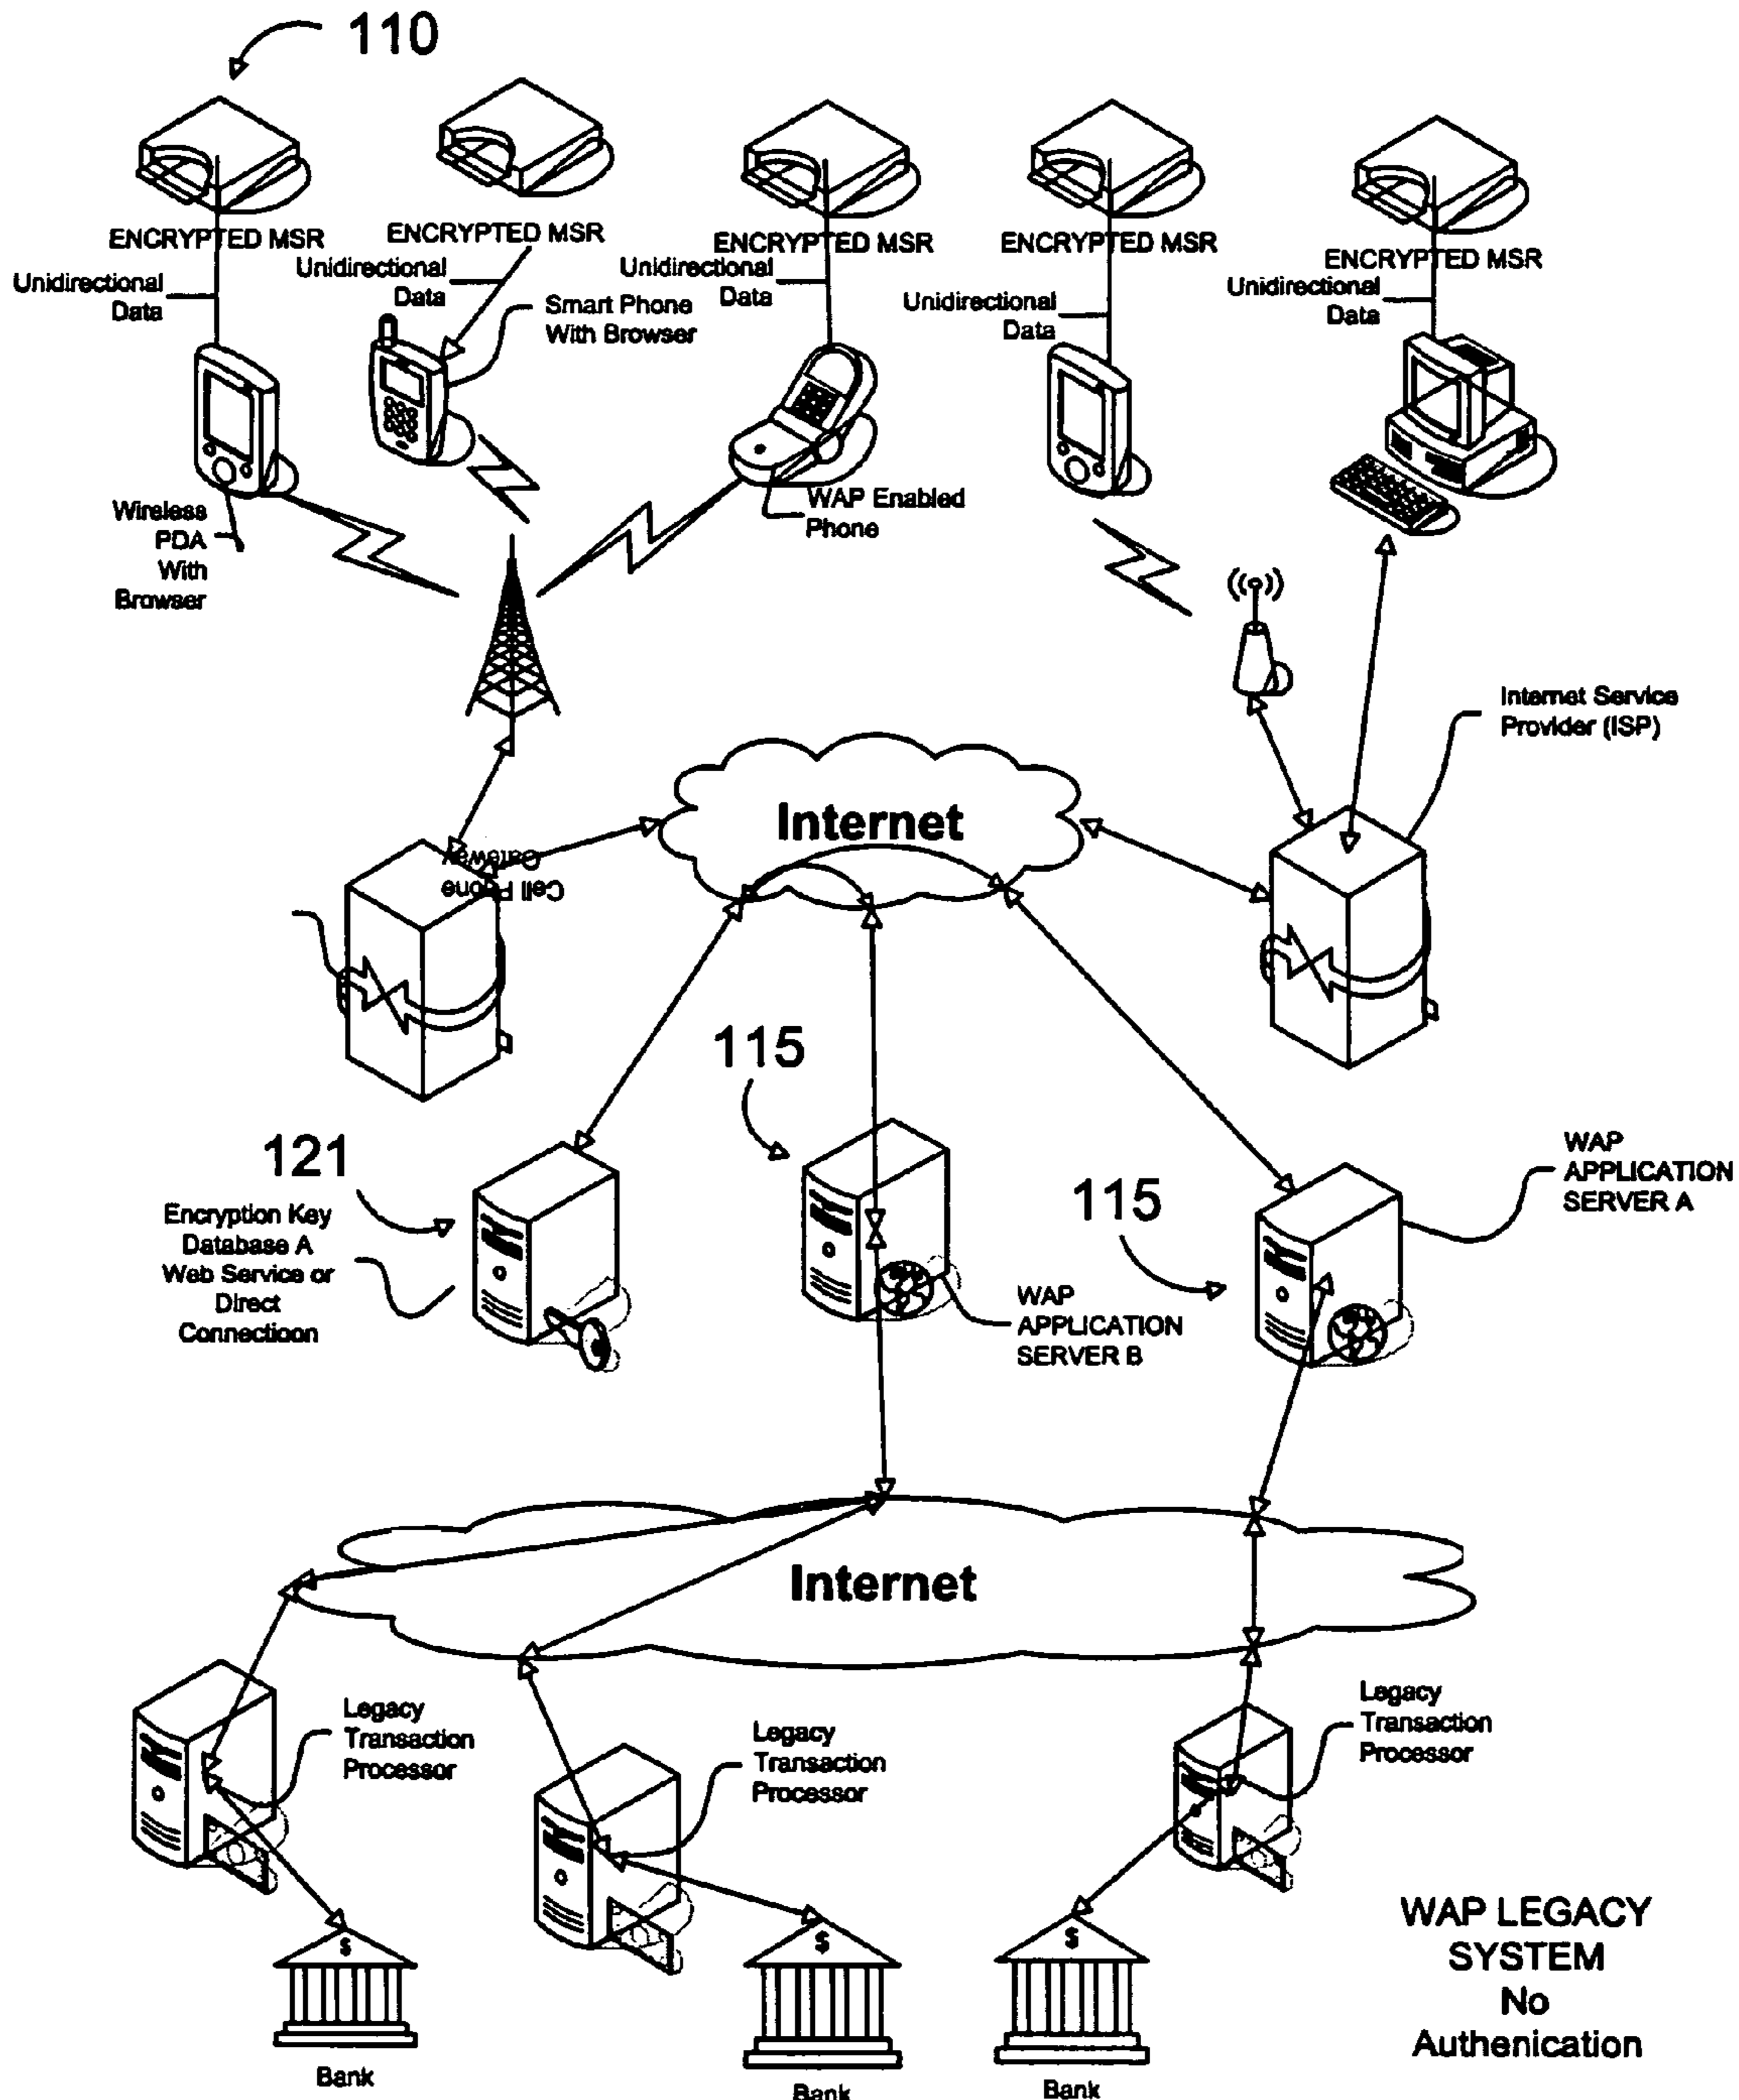 110
ENCRYPTED MSR
ENCRYPTED MSR
ENCRYPTED MSR
ENCRYPTED MSR
ENCRYPTED MSR
Unidirectional
Data
Unidirectional
Data
Unidirectional
Data
Unidirectional
Data
Unidirectional
Data
Smart Phone
With Browser
Wireless
PDA
With
Browser
WAP Enabled
Phone
Internet Service
Provider (ISP)
Internet
Cell Phone
Gateway
115
121
Encryption Key
Database A
Web Service or
Direct
Connectioon
WAP
APPLICATION
SERVER B
115
WAP
APPLICATION
SERVER A
Internet
Legacy
Transaction
Processor
Legacy
Transaction
Processor
Legacy
Transaction
Processor
$
$
$
Bank
Bank
Bank
WAP LEGACY
SYSTEM
No
Authenication